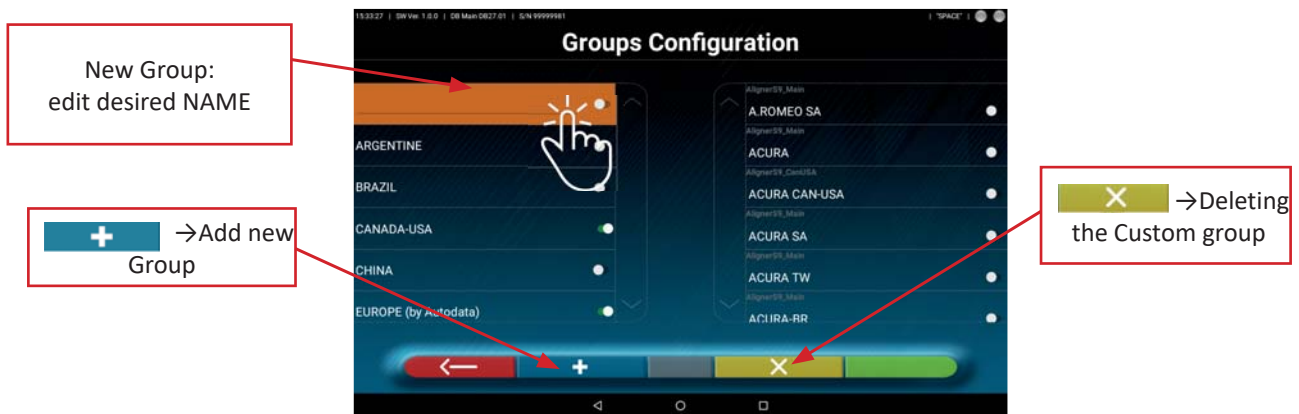 15:33:27 | SW Ver. 1.0.0 | DB Main DB27.01 | S/N 99999981
| "SPACE" |
Groups Configuration
New Group:
edit desired NAME
ARGENTINE
BRAZIL
CANADA-USA
CHINA
EUROPE (by Autodata)
AlignerS9_Main
A.ROMEO SA
AlignerS9_Main
ACURA
AlignerS9_CanUSA
ACURA CAN-USA
AlignerS9_Main
ACURA SA
AlignerS9_Main
ACURA TW
AlignerS9_Main
ACURA-BR
→Add new
Group
→Deleting
the Custom group